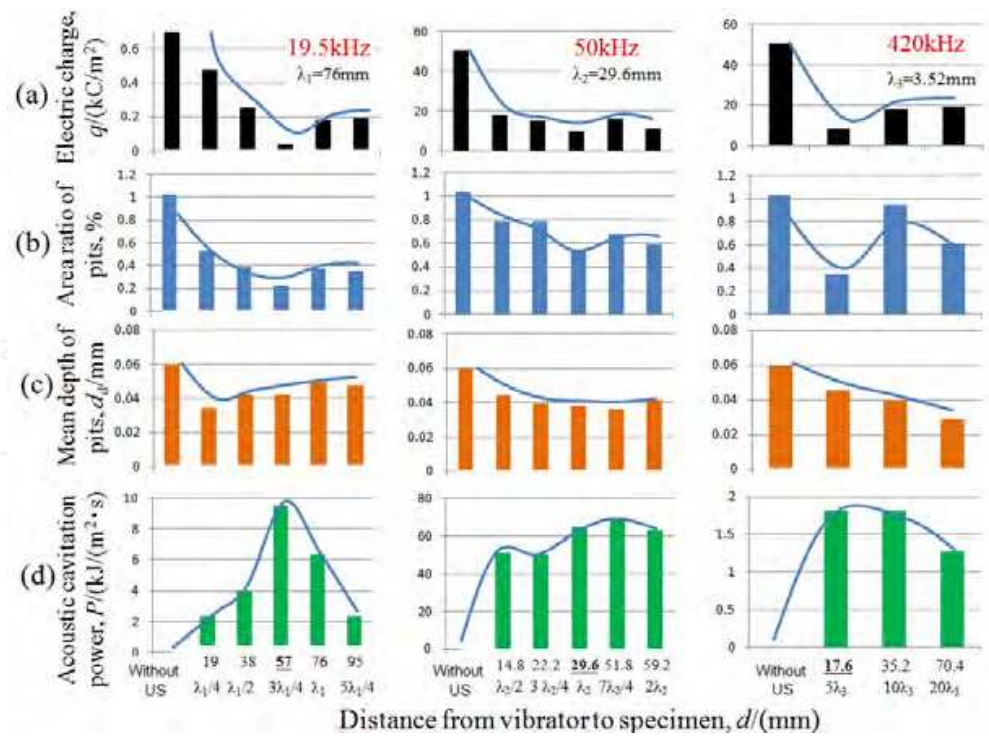 (a)
Electric charge,
q/(kC/m²)
0.6
0.4
0.2
0
19.5kHz
λ₁=76mm
60
40
20
0
50kHz
λ₂=29.6mm
60
40
20
0
420kHz
λ₃=3.52mm
(b)
Area ratio of
pits, %
1.2
1
0.8
0.6
0.4
0.2
0
1.2
1
0.8
0.6
0.4
0.2
0
1.2
1
0.8
0.6
0.4
0.2
0
(c)
Mean depth of
pits, d_d/mm
0.08
0.06
0.04
0.02
0
0.08
0.06
0.04
0.02
0
0.08
0.06
0.04
0.02
0
(d)
Acoustic cavitation
power, P/(kJ/(m²・s)
10
8
6
4
2
0
80
60
40
20
0
2
1.5
1
0.5
0
Without
US
19 38 57 76 95
λ₁/4 λ₁/2 3λ₁/4 λ₁ 5λ₁/4
Without
US
14.8 22.2 29.6 51.8 59.2
λ₂/2 3 λ₂/4 λ₂ 7λ₂/4 2λ₂
Without
US
17.6 35.2 70.4
5λ₃ 10λ₃ 20λ₃
Distance from vibrator to specimen, d/(mm)